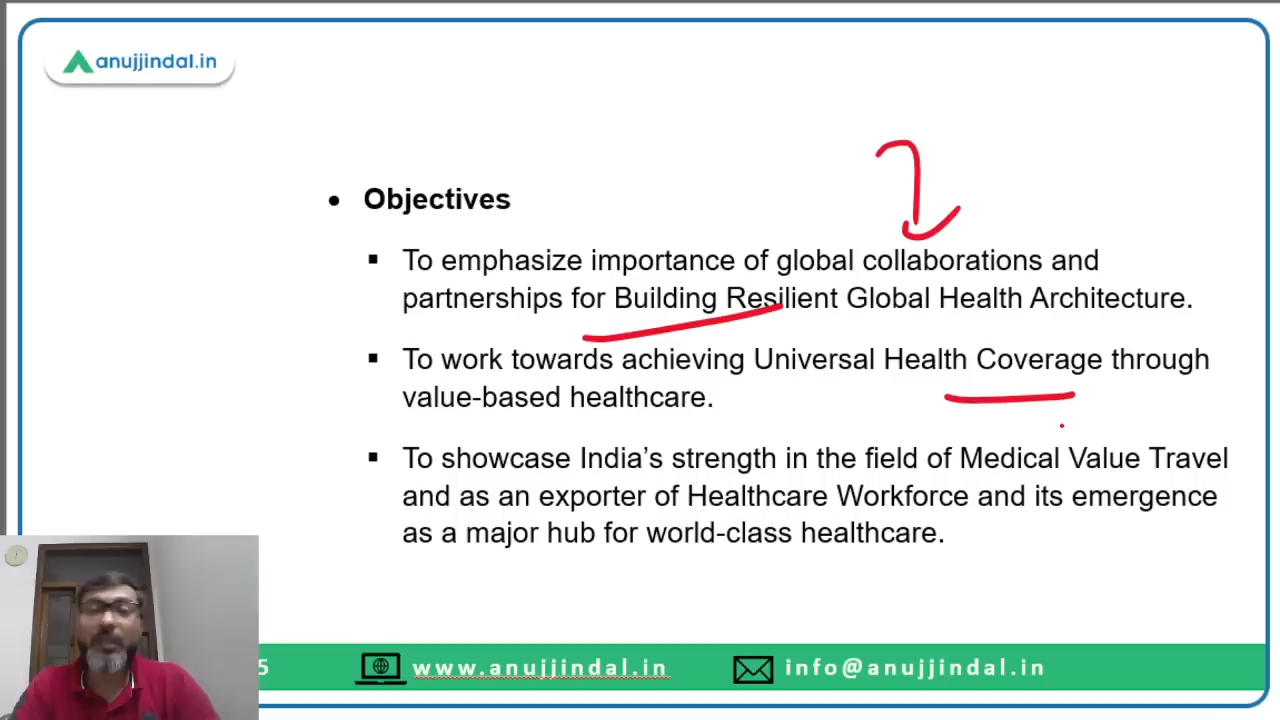 anujjindal.in
Objectives
To emphasize importance of global collaborations and
partnerships for Building Resilient Global Health Architecture.
To work towards achieving Universal Health Coverage through
value-based healthcare.
To showcase India's strength in the field of Medical Value Travel
and as an exporter of Healthcare Workforce and its emergence
as a major hub for world-class healthcare.
5 www.anujjindal.in info@anujjindal.in